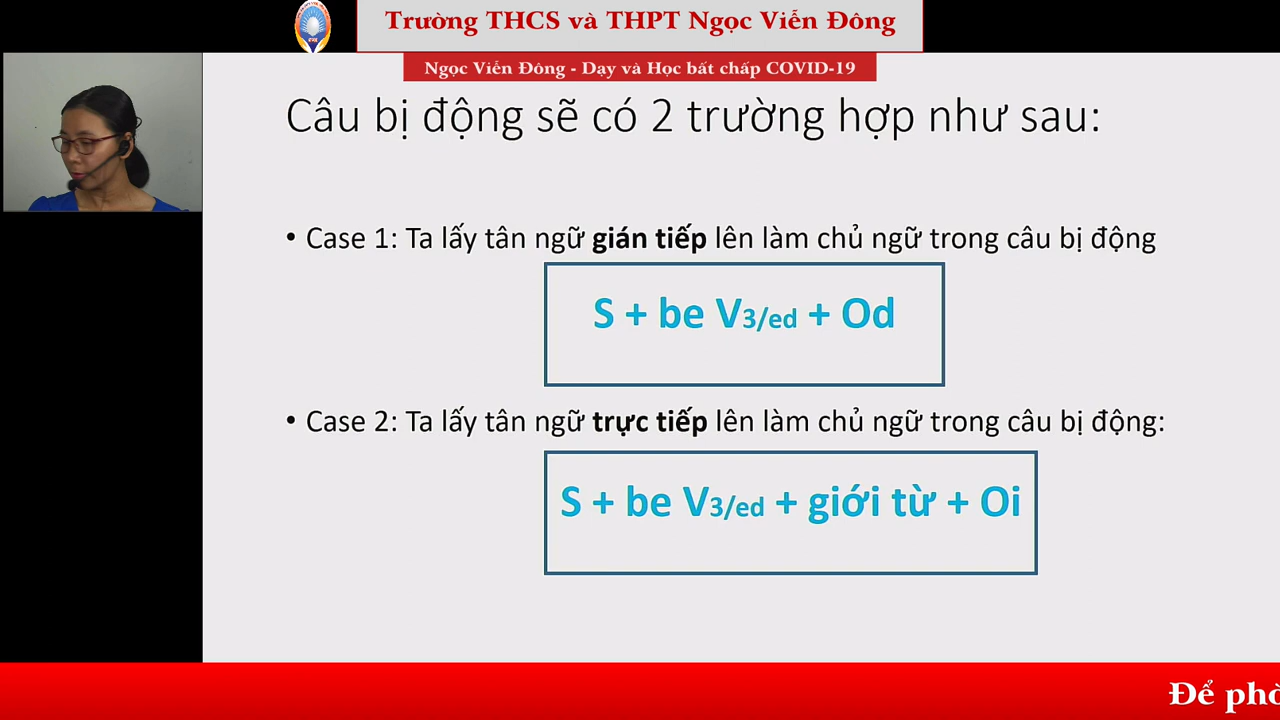 Trường THCS và THPT Ngọc Viễn Đông
Ngọc Viễn Đông - Dạy và Học bất chấp COVID-19
Câu bị động sẽ có 2 trường hợp như sau:
• Case 1: Ta lấy tân ngữ gián tiếp lên làm chủ ngữ trong câu bị động
S + be V3/ed + Od
• Case 2: Ta lấy tân ngữ trực tiếp lên làm chủ ngữ trong câu bị động:
S + be V3/ed + giới từ + Oi
Để